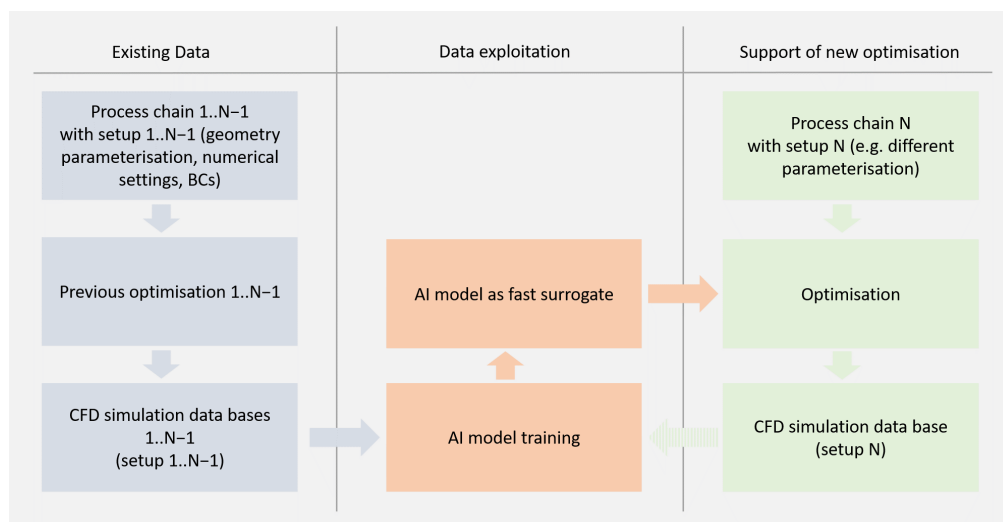 Existing Data
Data exploitation
Support of new optimisation
Process chain 1..N−1
with setup 1..N−1 (geometry
parameterisation, numerical
settings, BCs)
Process chain N
with setup N (e.g. different
parameterisation)
Previous optimisation 1..N−1
AI model as fast surrogate
Optimisation
CFD simulation data bases
1..N−1
(setup 1..N−1)
AI model training
CFD simulation data base
(setup N)